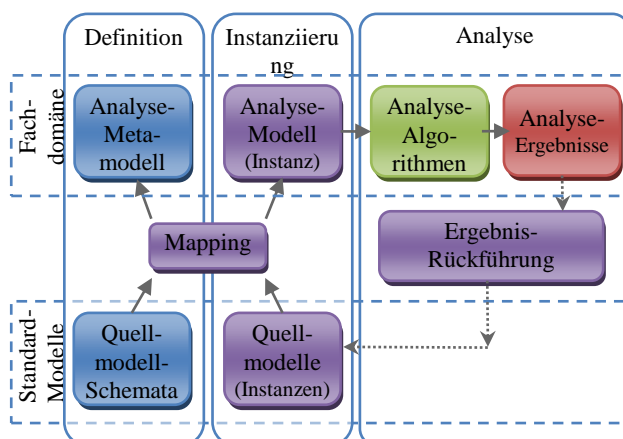 Definition
Instanziieru
ng
Analyse
Fach-
domäne
Analyse-
Meta-
modell
Analyse-
Modell
(Instanz)
Analyse-
Algo-
rithmen
Analyse-
Ergebnisse
Mapping
Ergebnis-
Rückführung
Standard-
Modelle
Quell-
modell-
Schemata
Quell-
modelle
(Instanzen)